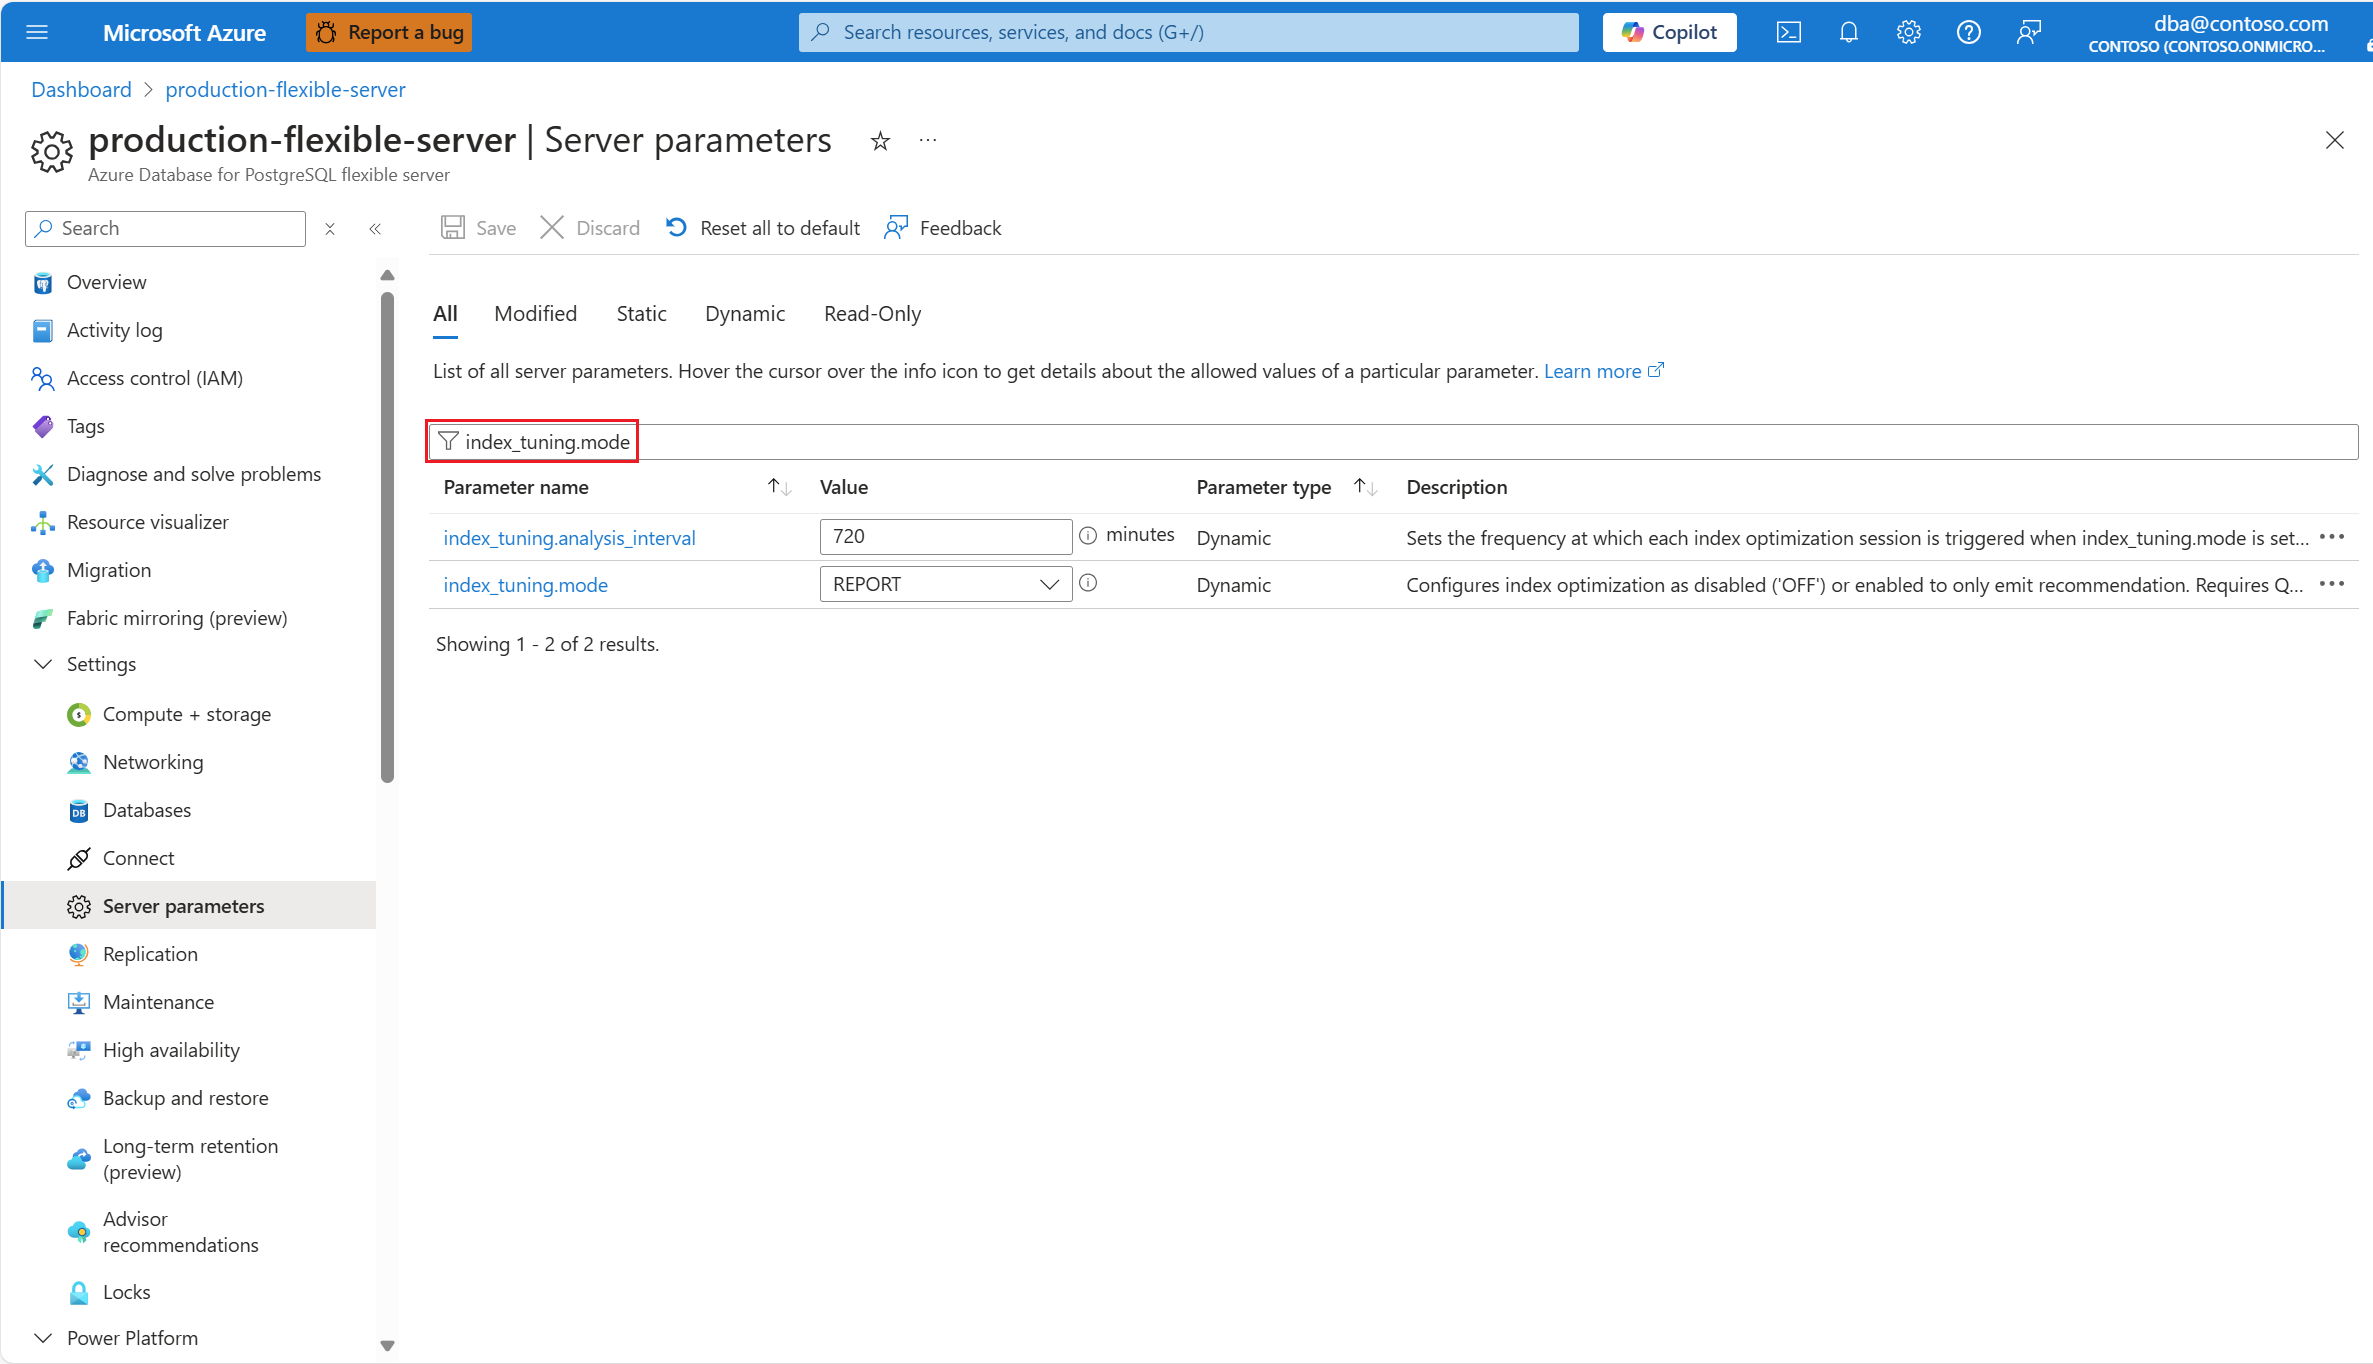 Microsoft Azure
Report a bug
Search resources, services, and docs (G+/)
Copilot
dba@contoso.com
CONTOSO (CONTOSO.ONMICRO...
Dashboard > production-flexible-server
production-flexible-server | Server parameters
Azure Database for PostgreSQL flexible server
Search
Overview
Activity log
Access control (IAM)
Tags
Diagnose and solve problems
Resource visualizer
Migration
Fabric mirroring (preview)
Settings
Compute + storage
Networking
Databases
Connect
Server parameters
Replication
Maintenance
High availability
Backup and restore
Long-term retention
(preview)
Advisor
recommendations
Locks
Power Platform
Save Discard Reset all to default Feedback
All Modified Static Dynamic Read-Only
List of all server parameters. Hover the cursor over the info icon to get details about the allowed values of a particular parameter. Learn more
index_tuning.mode
Parameter name Value Parameter type Description
index_tuning.analysis_interval 720 minutes Dynamic Sets the frequency at which each index optimization session is triggered when index_tuning.mode is set...
index_tuning.mode REPORT Dynamic Configures index optimization as disabled ('OFF') or enabled to only emit recommendation. Requires Q...
Showing 1 - 2 of 2 results.